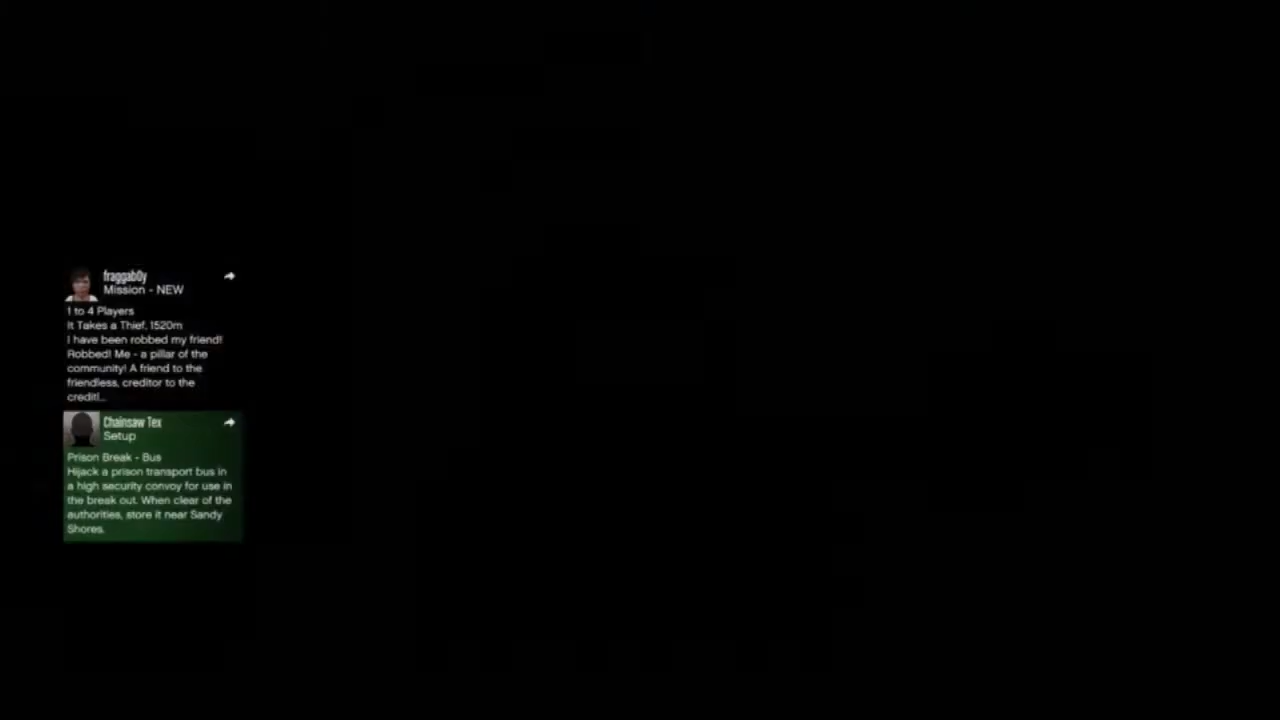 fraggab0y
Mission - NEW
1 to 4 Players
It Takes a Thief, 1520m
I have been robbed my friend!
Robbed! Me - a pillar of the
community! A friend to the
friendless, creditor to the
crediti...
Chainsaw Tex
Setup
Prison Break - Bus
Hijack a prison transport bus in
a high security convoy for use in
the break out. When clear of the
authorities, store it near Sandy
Shores.